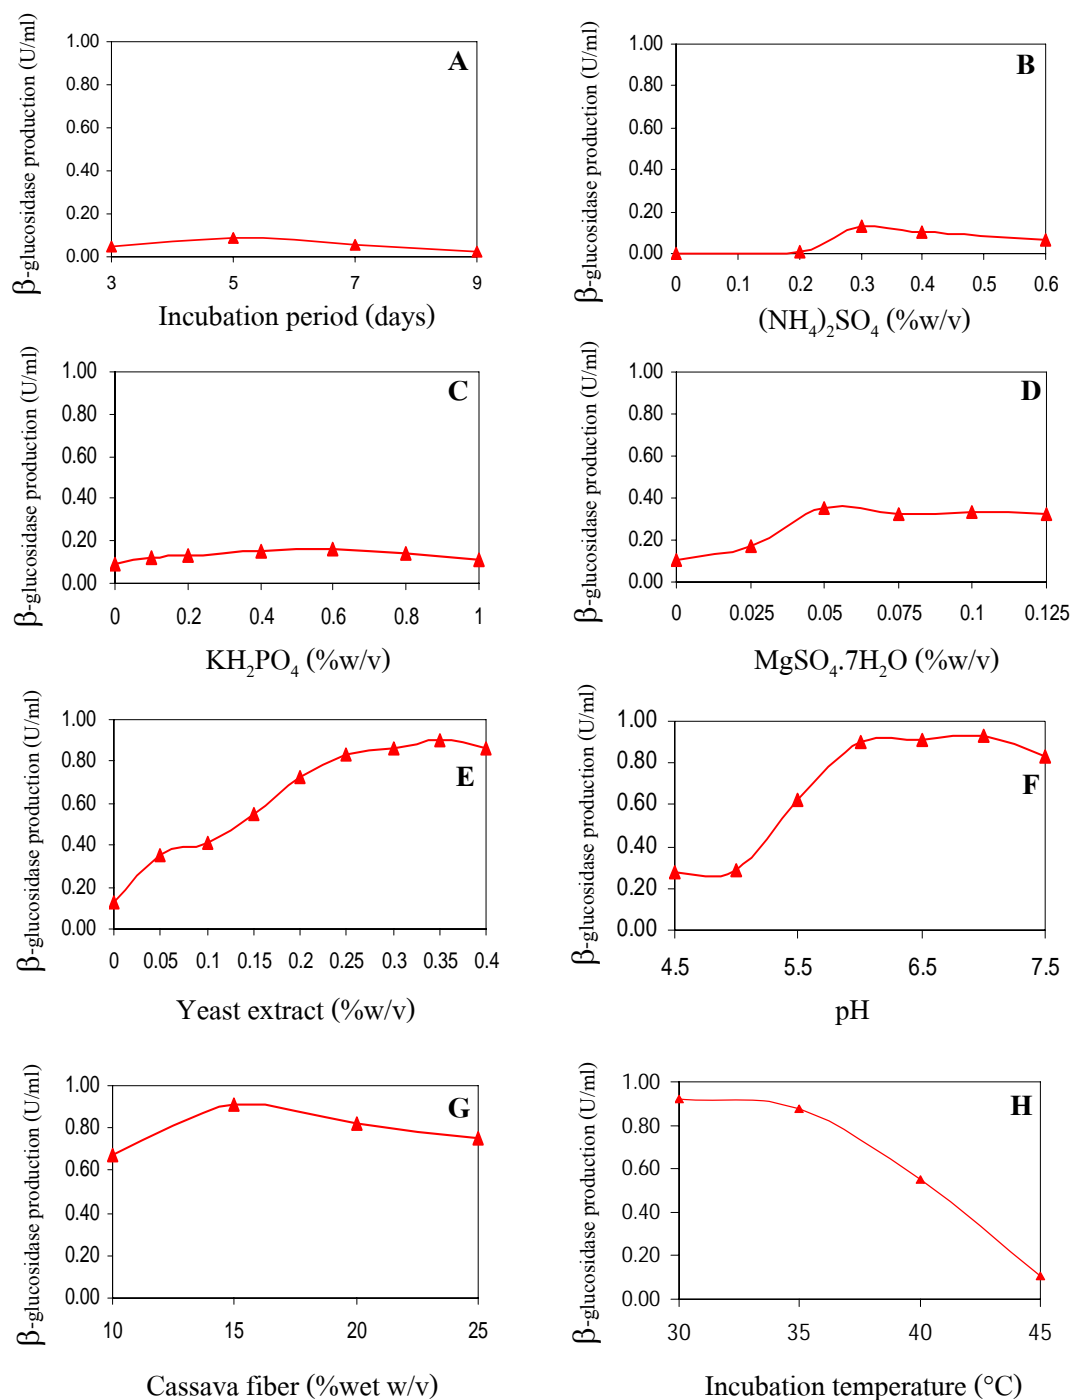 β-glucosidase production (U/ml)
1.00
0.80
0.60
0.40
0.20
0.00
A
3 5 7 9
Incubation period (days)
β-glucosidase production (U/ml)
1.00
0.80
0.60
0.40
0.20
0.00
B
0 0.1 0.2 0.3 0.4 0.5 0.6
(NH₄)₂SO₄ (%w/v)
β-glucosidase production (U/ml)
1.00
0.80
0.60
0.40
0.20
0.00
C
0 0.2 0.4 0.6 0.8 1
KH₂PO₄ (%w/v)
β-glucosidase production (U/ml)
1.00
0.80
0.60
0.40
0.20
0.00
D
0 0.025 0.05 0.075 0.1 0.125
MgSO₄.7H₂O (%w/v)
β-glucosidase production (U/ml)
1.00
0.80
0.60
0.40
0.20
0.00
E
0 0.05 0.1 0.15 0.2 0.25 0.3 0.35 0.4
Yeast extract (%w/v)
β-glucosidase production (U/ml)
1.00
0.80
0.60
0.40
0.20
0.00
F
4.5 5.5 6.5 7.5
pH
β-glucosidase production (U/ml)
1.00
0.80
0.60
0.40
0.20
0.00
G
10 15 20 25
Cassava fiber (%wet w/v)
β-glucosidase production (U/ml)
1.00
0.80
0.60
0.40
0.20
0.00
H
30 35 40 45
Incubation temperature (°C)